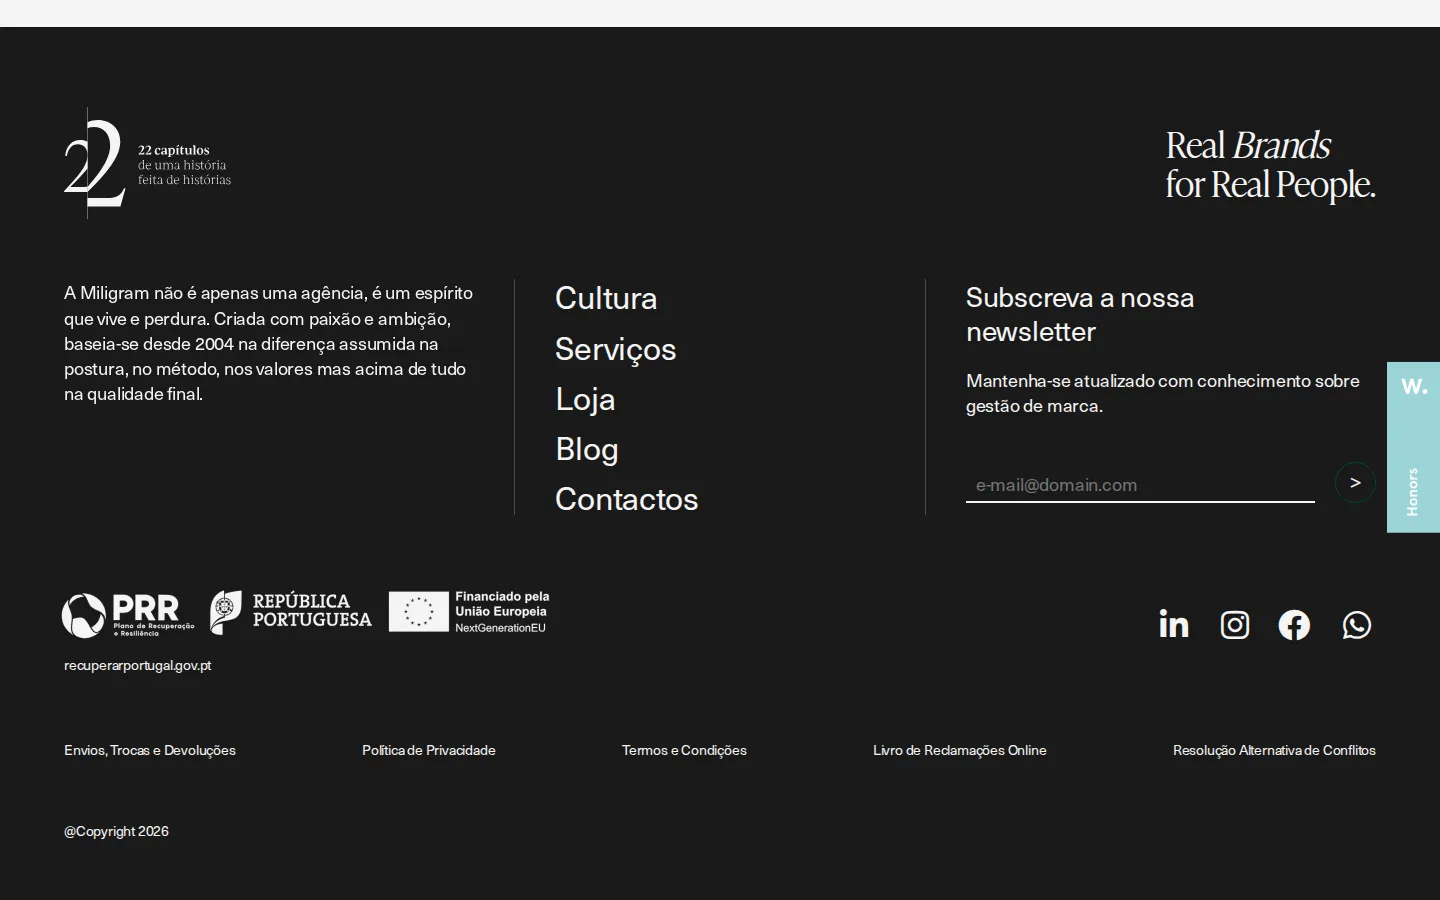 22
22 capítulos
de uma história
feita de histórias
Real Brands
for Real People.
A Miligram não é apenas uma agência, é um espírito
que vive e perdura. Criada com paixão e ambição,
baseia-se desde 2004 na diferença assumida na
postura, no método, nos valores mas acima de tudo
na qualidade final.
Cultura
Serviços
Loja
Blog
Contactos
Subscreva a nossa
newsletter
Mantenha-se atualizado com conhecimento sobre
gestão de marca.
e-mail@domain.com
>
W.
Honors
PRR
Plano de Recuperação
e Resiliência
REPÚBLICA
PORTUGUESA
Financiado pela
União Europeia
NextGenerationEU
in
recuperarportugal.gov.pt
Envios, Trocas e Devoluções
Política de Privacidade
Termos e Condições
Livro de Reclamações Online
Resolução Alternativa de Conflitos
@Copyright 2026